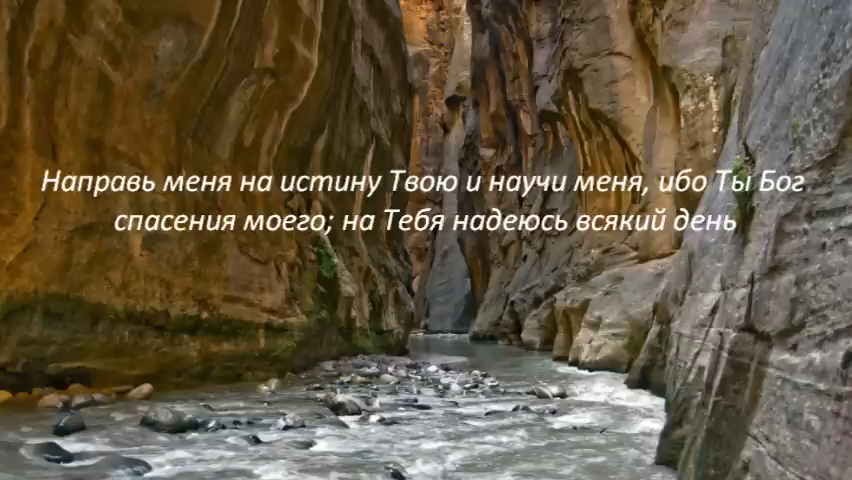 Направь меня на истину Твою и научи меня, ибо Ты Бог
спасения моего; на Тебя надеюсь всякий день